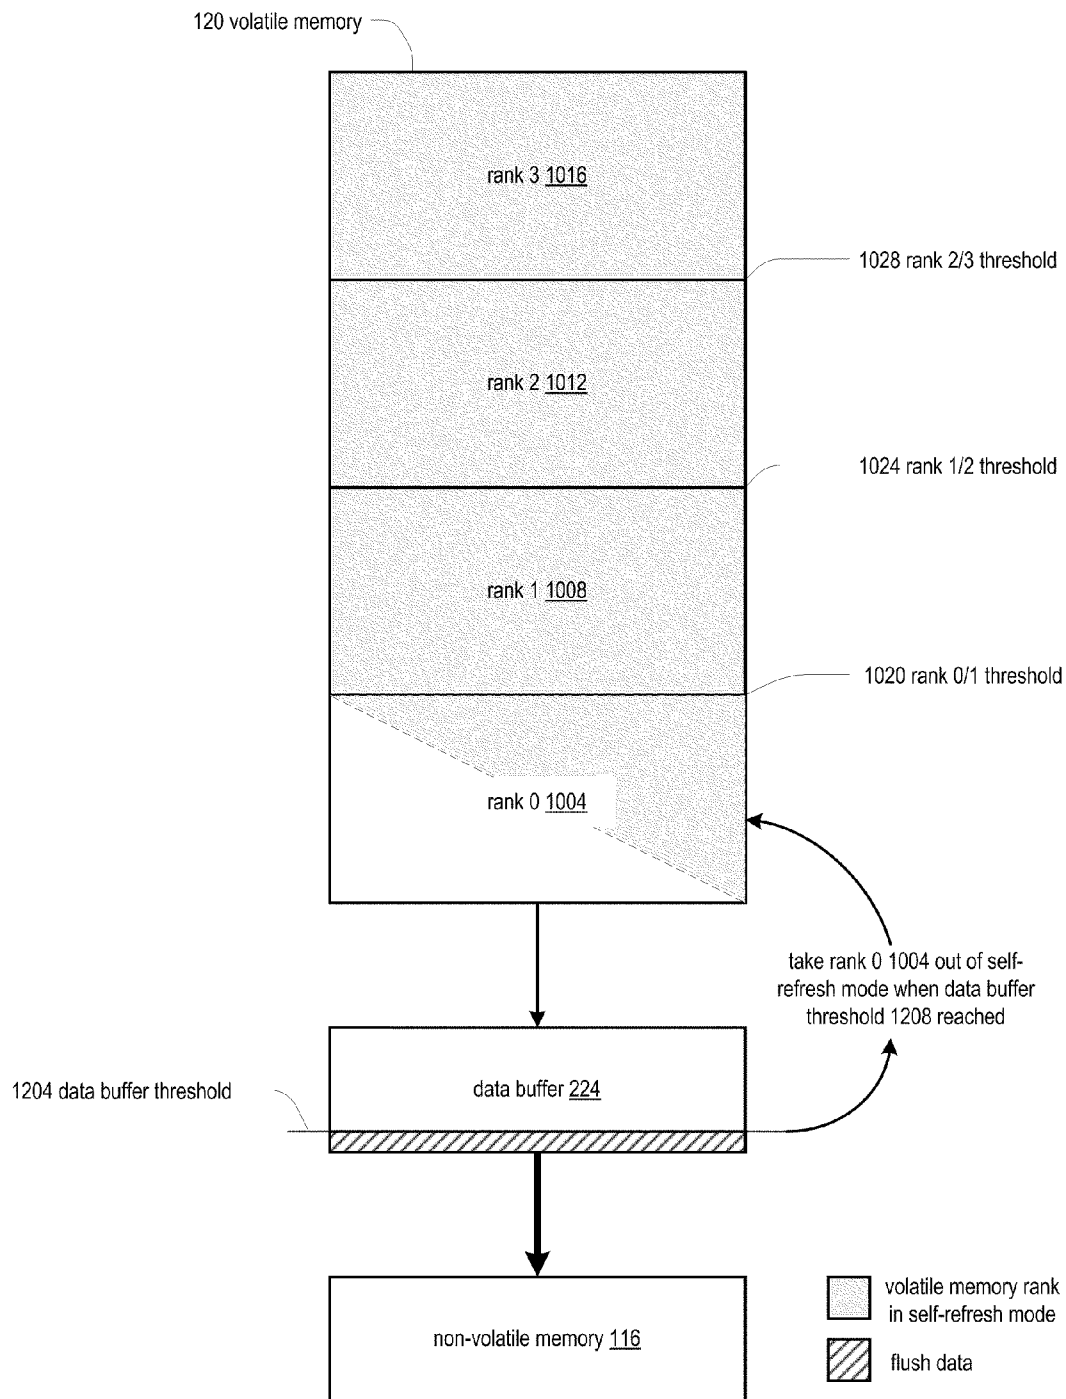 120 volatile memory
rank 3 1016
1028 rank 2/3 threshold
rank 2 1012
1024 rank 1/2 threshold
rank 1 1008
1020 rank 0/1 threshold
rank 0 1004
take rank 0 1004 out of self-
refresh mode when data buffer
threshold 1208 reached
1204 data buffer threshold
data buffer 224
volatile memory rank
in self-refresh mode
non-volatile memory 116
flush data